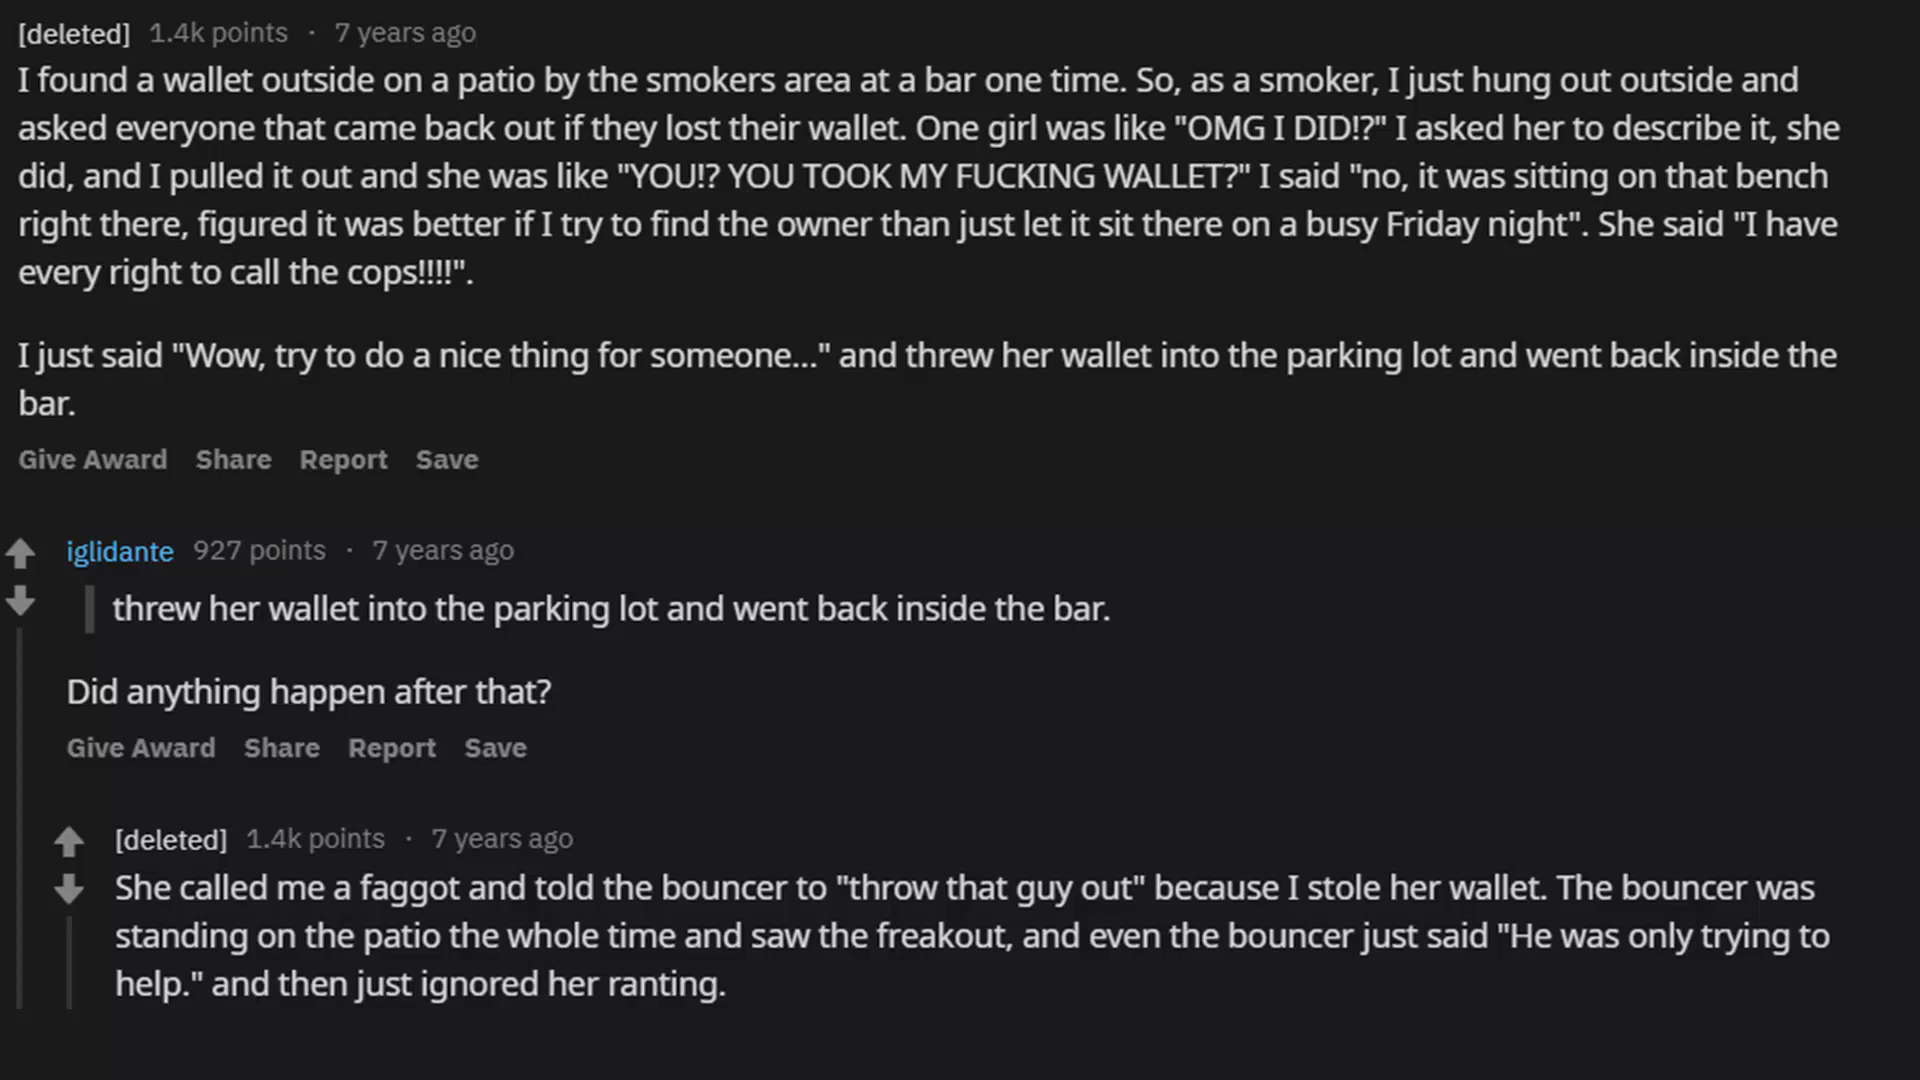 [deleted] 1.4k points · 7 years ago
I found a wallet outside on a patio by the smokers area at a bar one time. So, as a smoker, I just hung out outside and
asked everyone that came back out if they lost their wallet. One girl was like "OMG I DID!?" I asked her to describe it, she
did, and I pulled it out and she was like "YOU!? YOU TOOK MY FUCKING WALLET?" I said "no, it was sitting on that bench
right there, figured it was better if I try to find the owner than just let it sit there on a busy Friday night". She said "I have
every right to call the cops!!!!".
I just said "Wow, try to do a nice thing for someone..." and threw her wallet into the parking lot and went back inside the
bar.
Give Award Share Report Save
iglidante 927 points · 7 years ago
threw her wallet into the parking lot and went back inside the bar.
Did anything happen after that?
Give Award Share Report Save
[deleted] 1.4k points · 7 years ago
She called me a faggot and told the bouncer to "throw that guy out" because I stole her wallet. The bouncer was
standing on the patio the whole time and saw the freakout, and even the bouncer just said "He was only trying to
help." and then just ignored her ranting.